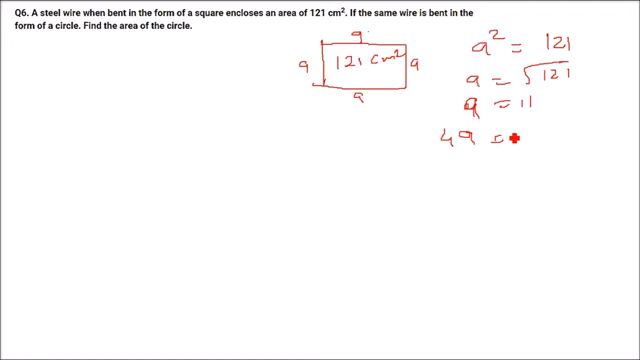 Q6. A steel wire when bent in the form of a square encloses an area of 121 cm². If the same wire is bent in the
form of a circle. Find the area of the circle.
a
a 121 cm² a
a
a² = 121
a = √121
a = 11
4a =